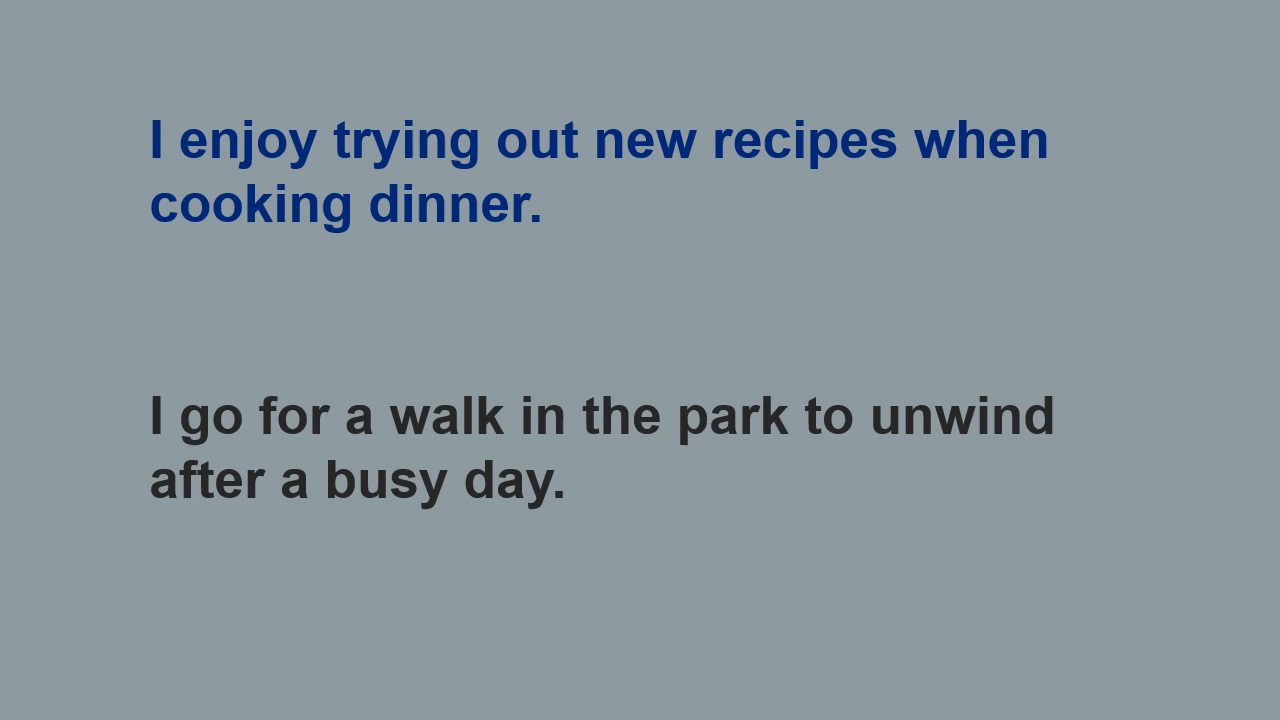 I enjoy trying out new recipes when
cooking dinner.
I go for a walk in the park to unwind
after a busy day.